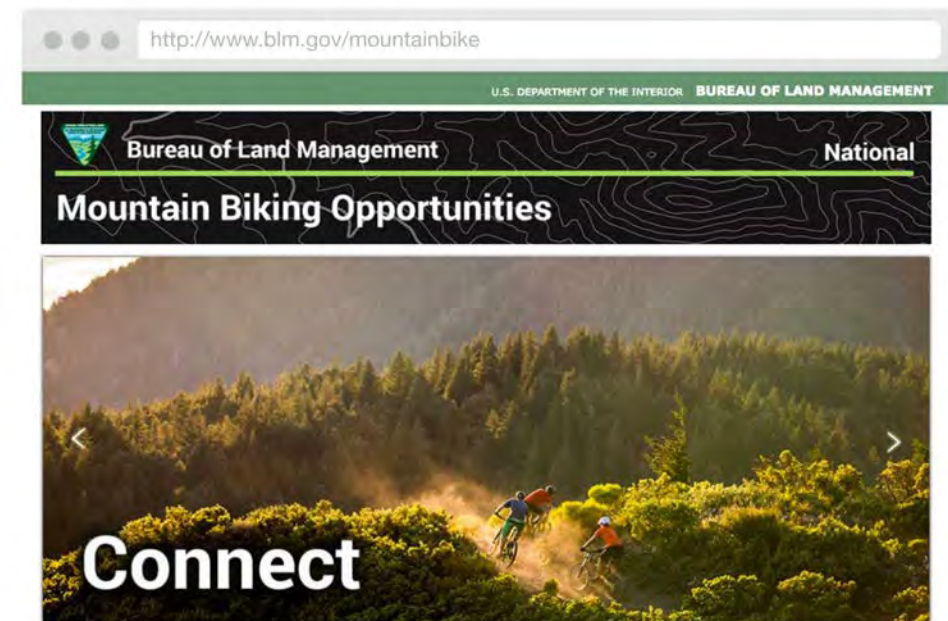 http://www.blm.gov/mountainbike
U.S. DEPARTMENT OF THE INTERIOR BUREAU OF LAND MANAGEMENT
Bureau of Land Management National
Mountain Biking Opportunities
< >
Connect